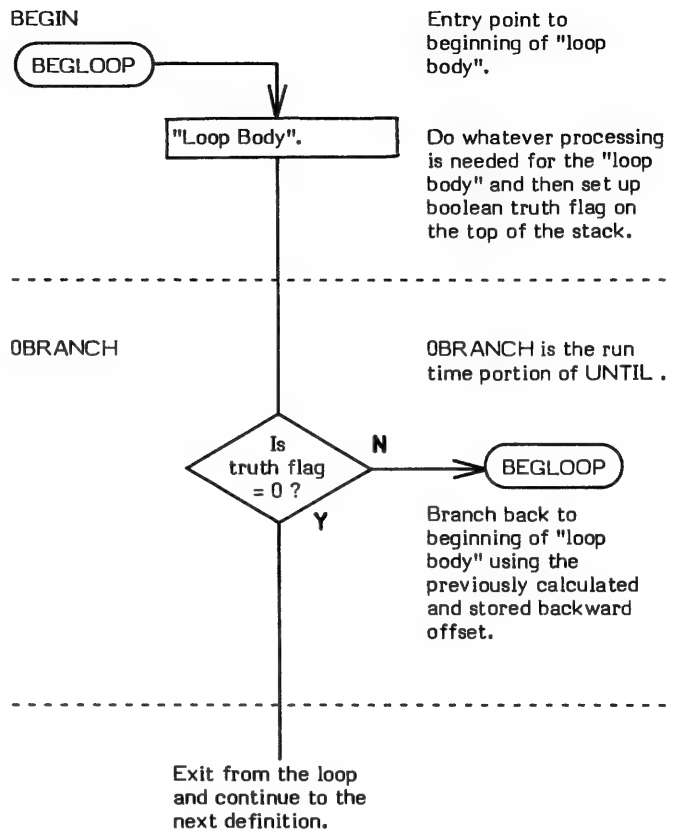 BEGIN
Entry point to
beginning of "loop
body".
BEGLOOP
"Loop Body".
Do whatever processing
is needed for the "loop
body" and then set up
boolean truth flag on
the top of the stack.
0BRANCH
0BRANCH is the run
time portion of UNTIL .
Is
truth flag
= 0 ?
N
BEGLOOP
Y
Branch back to
beginning of "loop
body" using the
previously calculated
and stored backward
offset.
Exit from the loop
and continue to the
next definition.